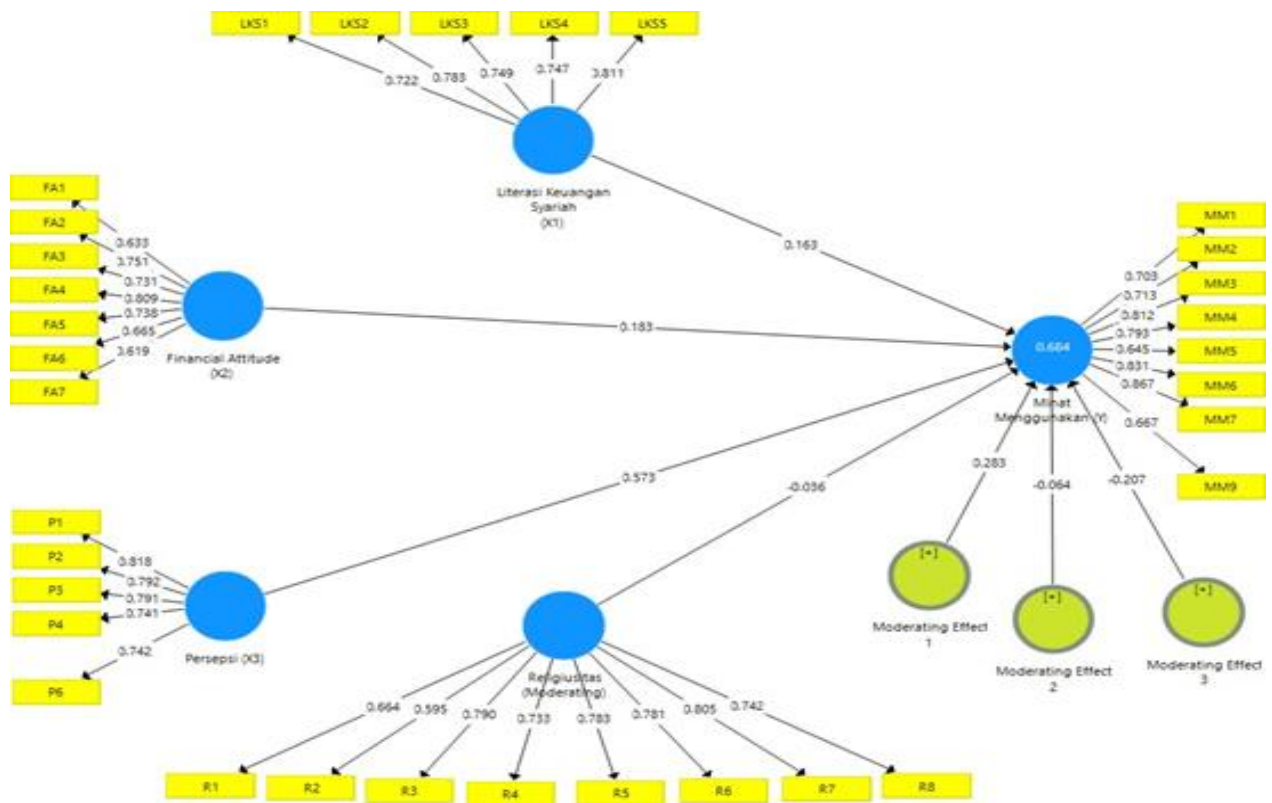 LKS1 LKS2 LKS3 LKS4 LKS5
0.722 0.783 0.749 0.747 0.811
Literasi Keuangan
Syariah
(X1)
FA1
FA2
FA3
FA4
FA5
FA6
FA7
0.633
0.751
0.731
0.809
0.738
0.665
0.619
Financial Attitude
(X2)
0.163
0.183
0.573
-0.036
0.664
Minat
Menggunakan (Y)
MM1
MM2
MM3
MM4
MM5
MM6
MM7
MM9
0.703
0.713
0.812
0.793
0.645
0.831
0.867
0.667
0.283
-0.064
-0.207
[+]
Moderating Effect
1
[+]
Moderating Effect
2
[+]
Moderating Effect
3
P1
P2
P3
P4
P6
0.818
0.792
0.791
0.741
0.742
Persepsi (X3)
Religiusitas
(Moderating)
0.664 0.595 0.790 0.733 0.783 0.781 0.805 0.742
R1 R2 R3 R4 R5 R6 R7 R8